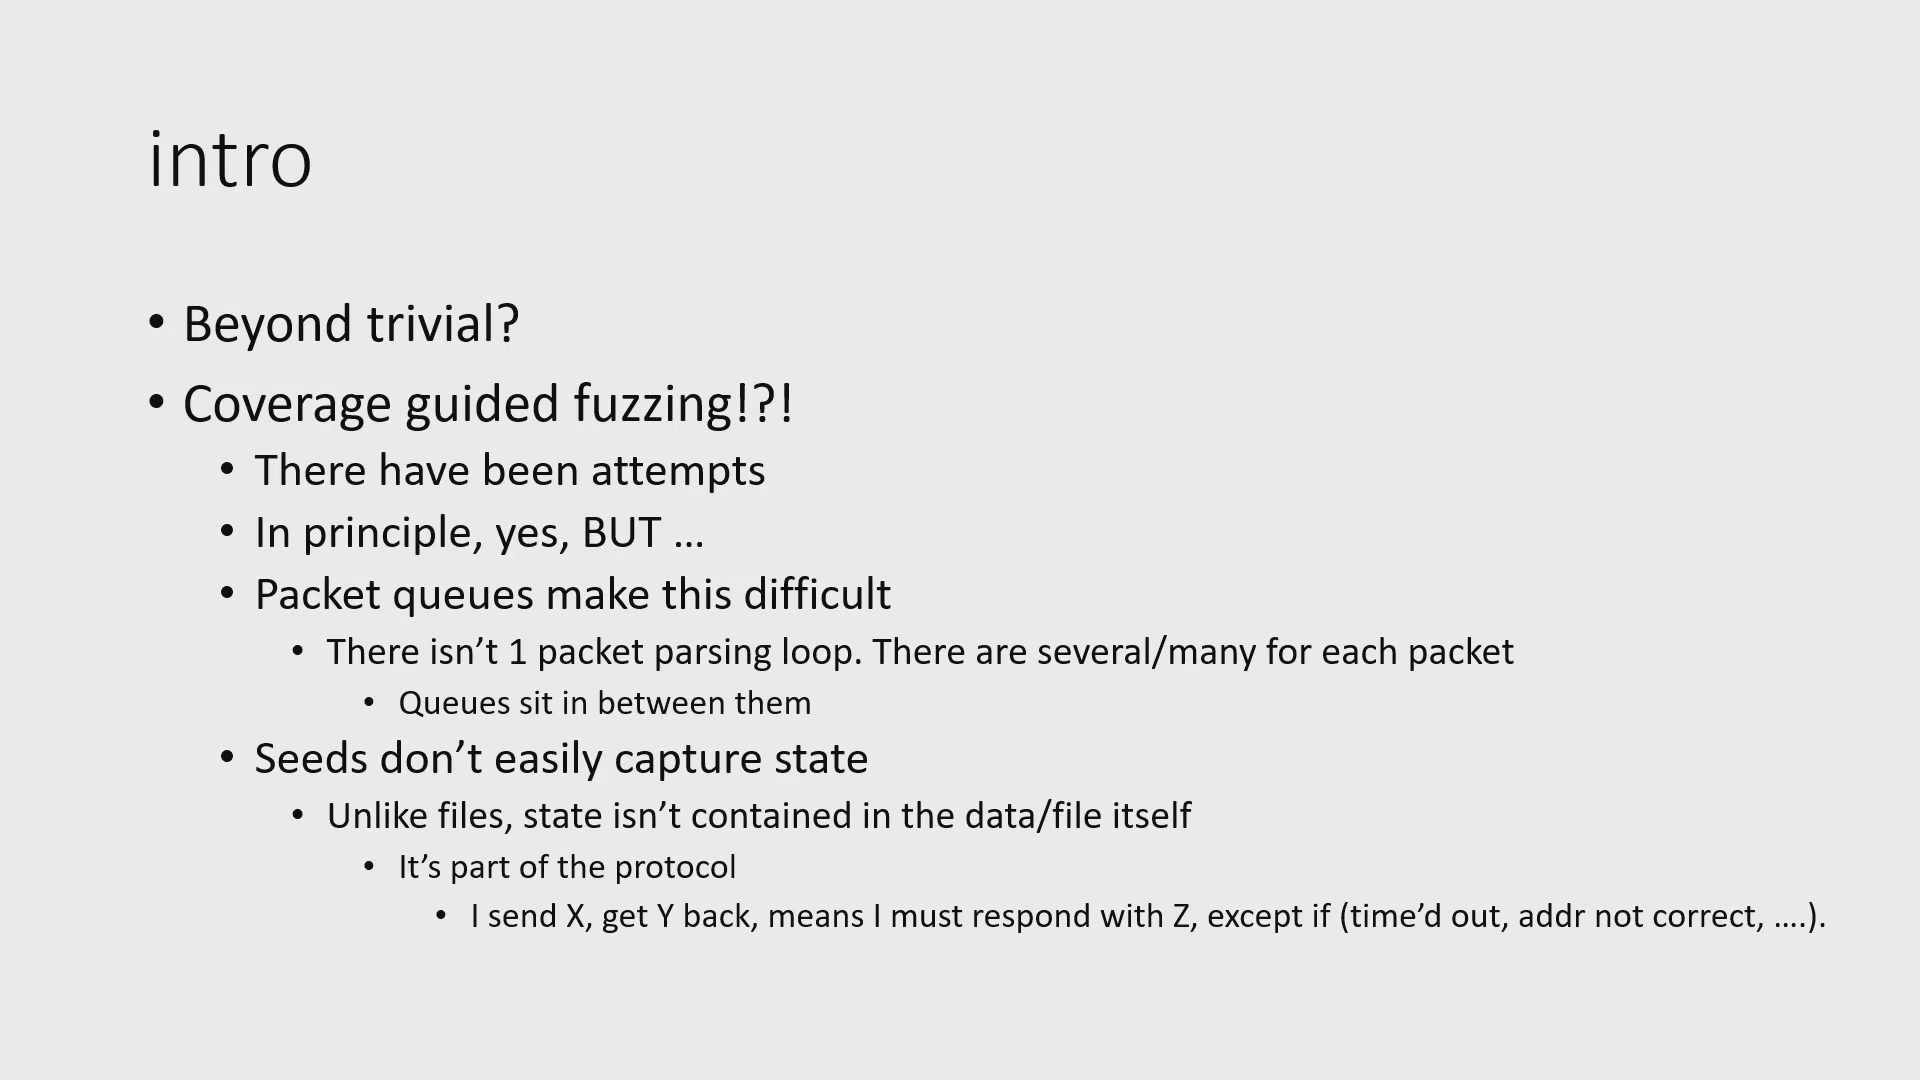 intro
• Beyond trivial?
• Coverage guided fuzzing!?!
• There have been attempts
• In principle, yes, BUT …
• Packet queues make this difficult
• There isn’t 1 packet parsing loop. There are several/many for each packet
• Queues sit in between them
• Seeds don’t easily capture state
• Unlike files, state isn’t contained in the data/file itself
• It’s part of the protocol
• I send X, get Y back, means I must respond with Z, except if (time’d out, addr not correct, ….).